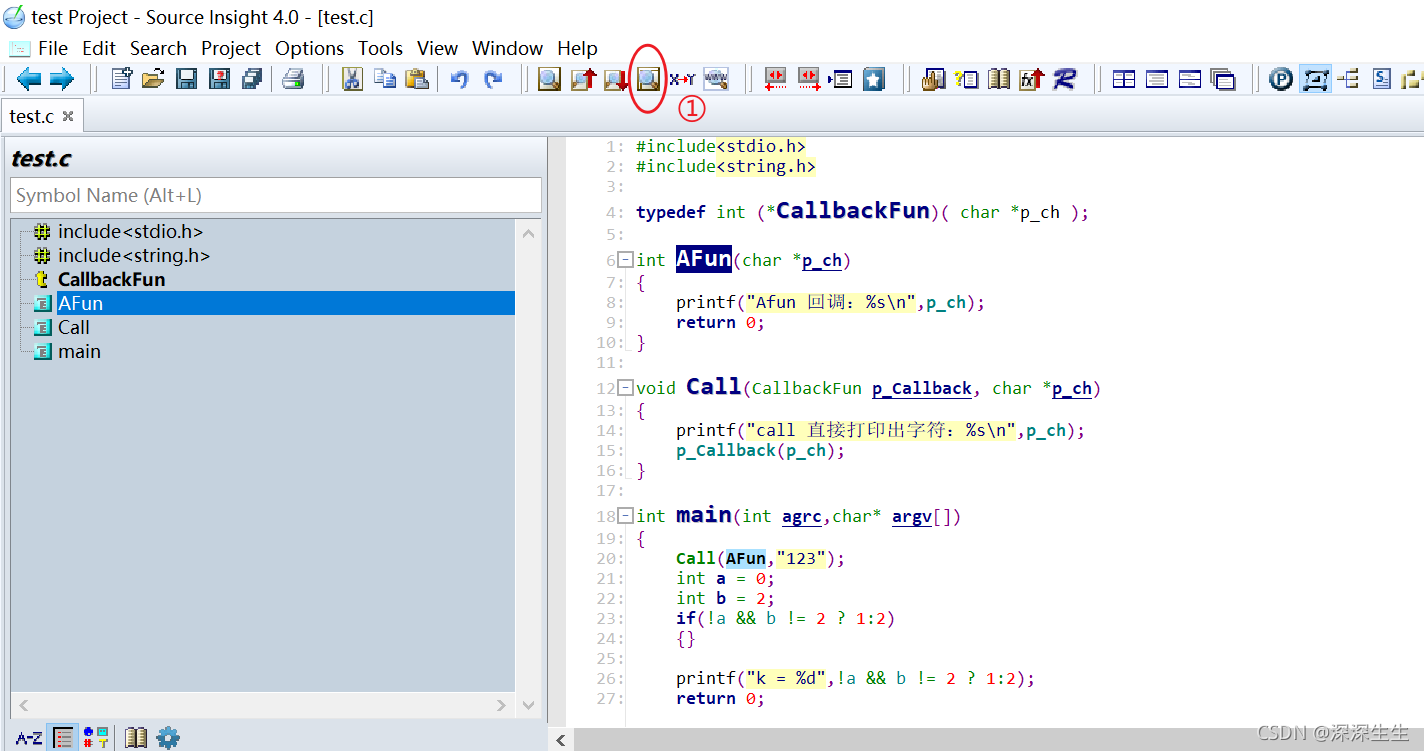 test Project - Source Insight 4.0 - [test.c]
File Edit Search Project Options Tools View Window Help
①
test.c
test.c
Symbol Name (Alt+L)
include<stdio.h>
include<string.h>
CallbackFun
AFun
Call
main
A-Z
1: #include<stdio.h>
2: #include<string.h>
3:
4: typedef int (*CallbackFun)( char *p_ch );
5:
6: int AFun(char *p_ch)
7: {
8: printf("Afun 回调：%s\n",p_ch);
9: return 0;
10: }
11:
12: void Call(CallbackFun p_Callback, char *p_ch)
13: {
14: printf("call 直接打印出字符：%s\n",p_ch);
15: p_Callback(p_ch);
16: }
17:
18: int main(int agrc,char* argv[])
19: {
20: Call(AFun,"123");
21: int a = 0;
22: int b = 2;
23: if(!a && b != 2 ? 1:2)
24: {}
25:
26: printf("k = %d",!a && b != 2 ? 1:2);
27: return 0;
CSDN @深深生生